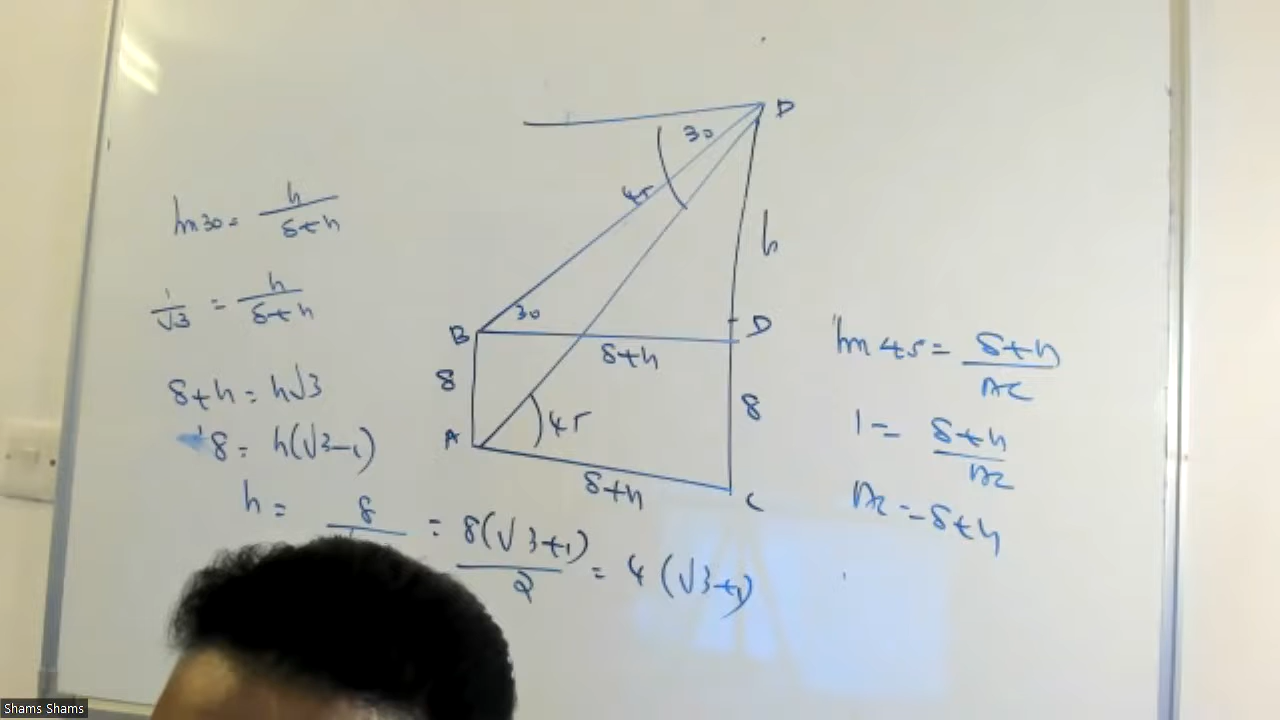 30
D
45
h
tan 30 = h / 8+h
1/√3 = h / 8+h
30
B
D
8+h
8
8
tan 45 = 8+h / AC
8+h = h√3
8 = h(√3-1)
A
45
1 = 8+h / AC
8+h
C
AC = 8+h
h = 8 = 8(√3+1) / 2 = 4(√3+1)
Shams Shams